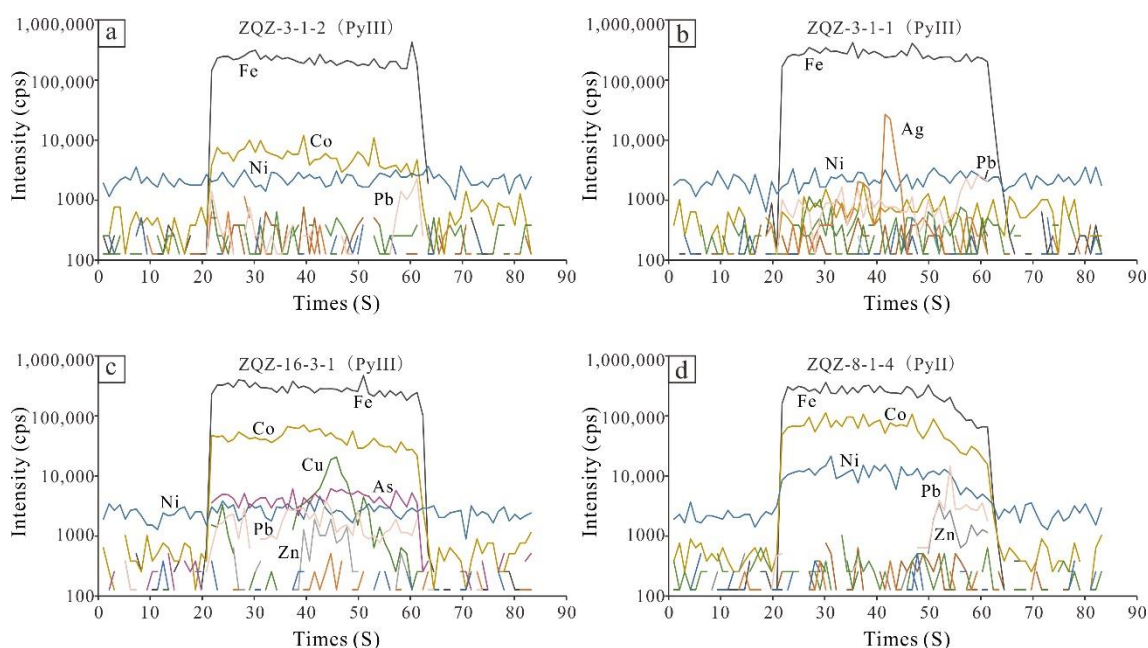 a
ZQZ-3-1-2（PyIII）
Intensity (cps)
1,000,000
100,000
10,000
1000
100
Fe
Co
Ni
Pb
0 10 20 30 40 50 60 70 80 90
Times (S)
b
ZQZ-3-1-1（PyIII）
Intensity (cps)
1,000,000
100,000
10,000
1000
100
Fe
Ag
Ni
Pb
0 10 20 30 40 50 60 70 80 90
Times (S)
c
ZQZ-16-3-1（PyIII）
Intensity (cps)
1,000,000
100,000
10,000
1000
100
Fe
Co
Cu
As
Ni
Pb
Zn
0 10 20 30 40 50 60 70 80 90
Times (S)
d
ZQZ-8-1-4（PyII）
Intensity (cps)
1,000,000
100,000
10,000
1000
100
Fe
Co
Ni
Pb
Zn
0 10 20 30 40 50 60 70 80 90
Times (S)